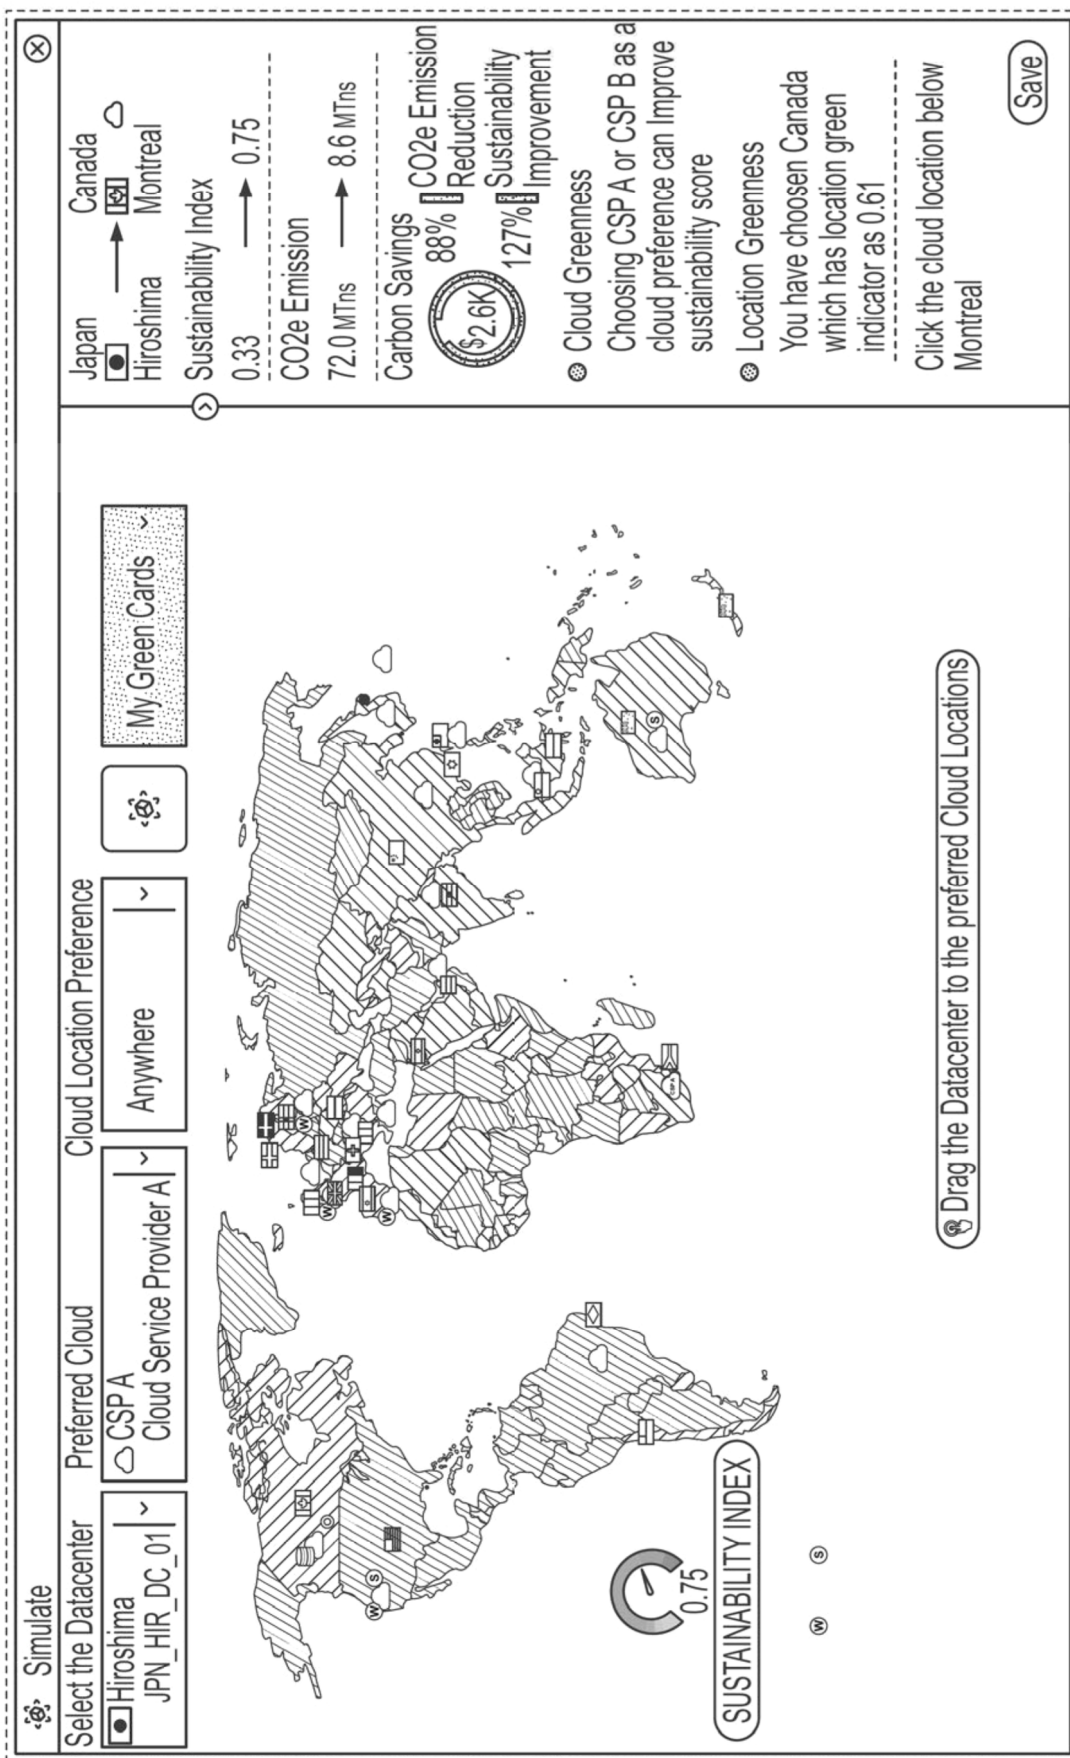 Simulate
Select the Datacenter
Hiroshima
JPN_HIR_DC_01
Preferred Cloud
CSP A
Cloud Service Provider A
Cloud Location Preference
Anywhere
My Green Cards
W
W
W
W
S
S
CSP A
0.75
SUSTAINABILITY INDEX
W
S
Drag the Datacenter to the preferred Cloud Locations
Japan
Canada
Hiroshima
Montreal
Sustainability Index
0.33
0.75
CO2e Emission
72.0 MTns
8.6 MTns
Carbon Savings
$2.6K
88%
CO2e Emission
Reduction
127%
Sustainability
Improvement
Cloud Greenness
Choosing CSP A or CSP B as a
cloud preference can Improve
sustainability score
Location Greenness
You have chosen Canada
which has location green
indicator as 0.61
Click the cloud location below
Montreal
Save